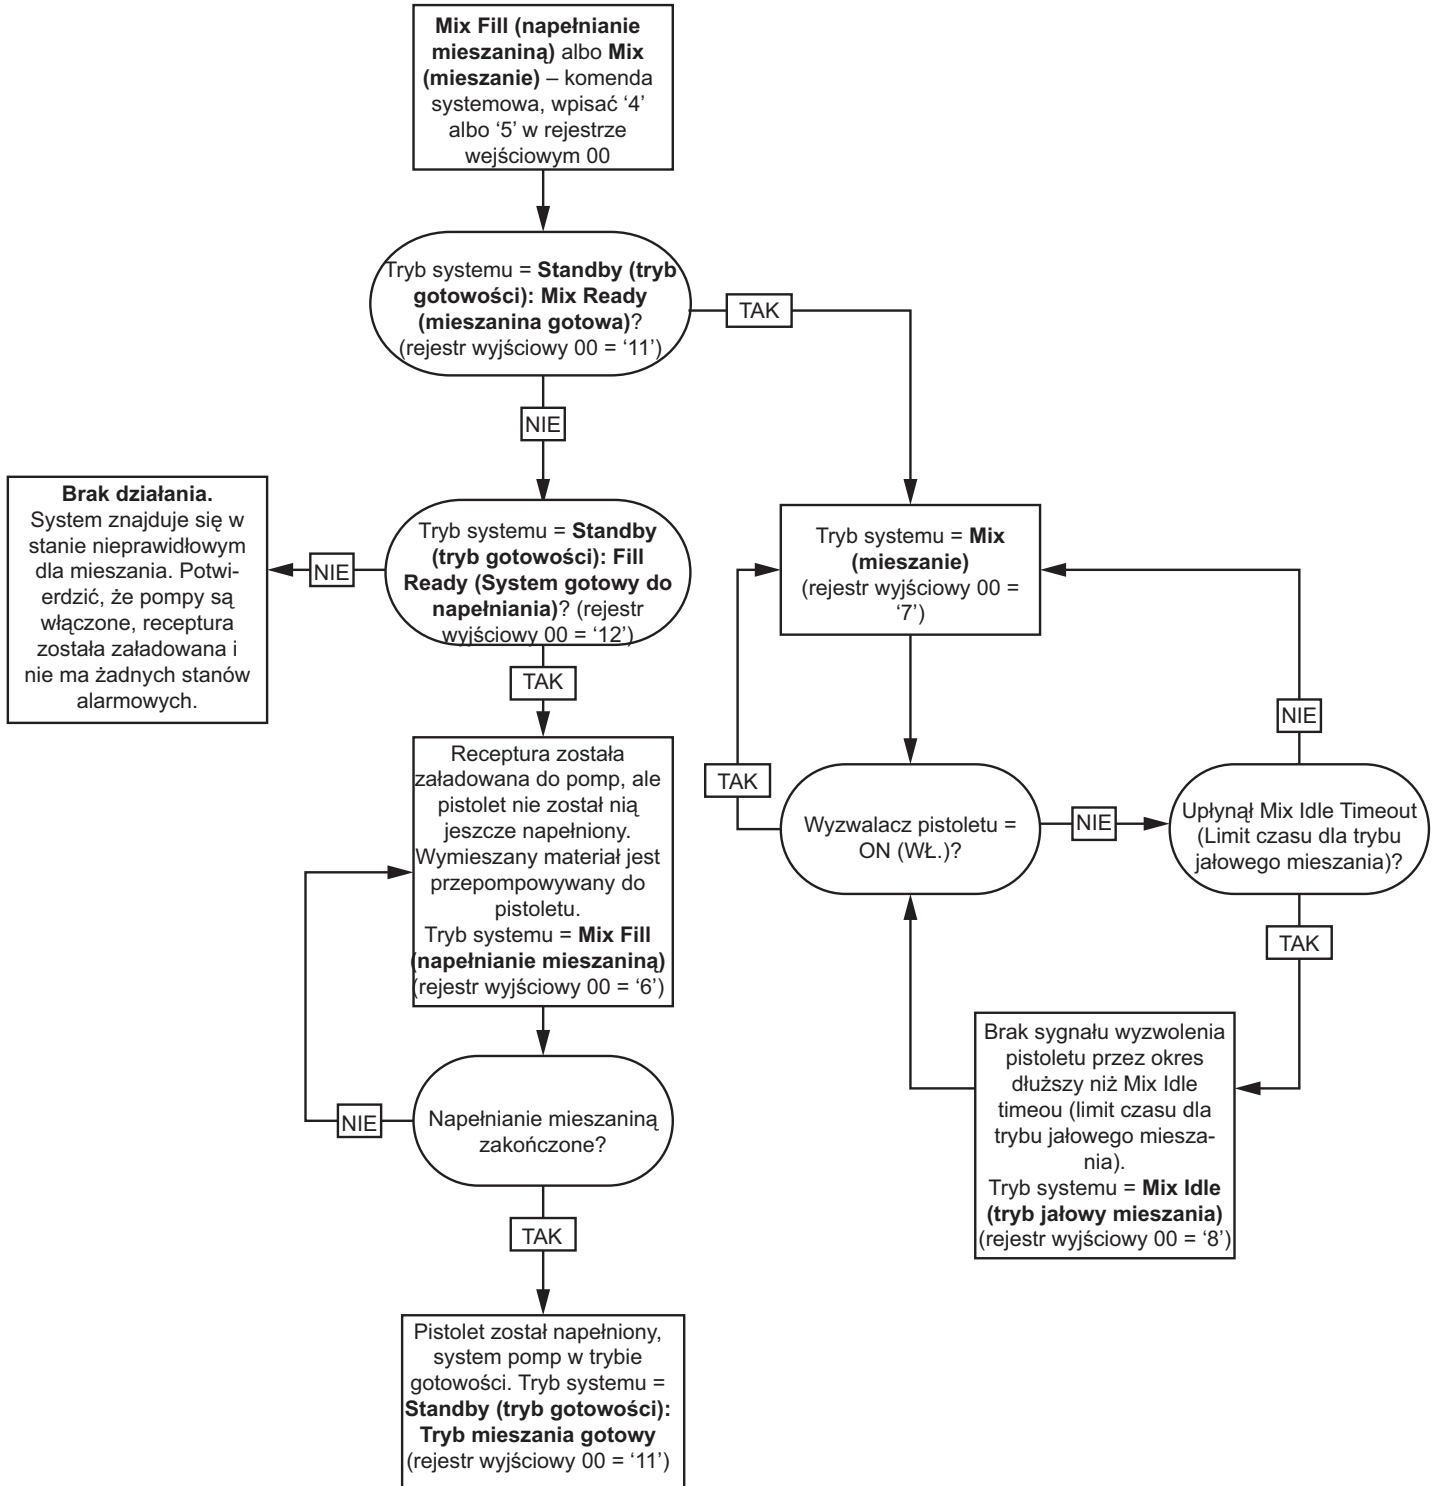 Mix Fill (napełnianie
mieszaniną) albo Mix
(mieszanie) – komenda
systemowa, wpisać ‘4’
albo ‘5’ w rejestrze
wejściowym 00
Tryb systemu = Standby (tryb
gotowości): Mix Ready
(mieszanina gotowa)?
(rejestr wyjściowy 00 = ‘11’)
TAK
NIE
Brak działania.
System znajduje się w
stanie nieprawidłowym
dla mieszania. Potwi-
erdzić, że pompy są
włączone, receptura
została załadowana i
nie ma żadnych stanów
alarmowych.
NIE
Tryb systemu = Standby
(tryb gotowości): Fill
Ready (System gotowy do
napełniania)? (rejestr
wyjściowy 00 = ‘12’)
TAK
Receptura została
załadowana do pomp, ale
pistolet nie został nią
jeszcze napełniony.
Wymieszany materiał jest
przepompowywany do
pistoletu.
Tryb systemu = Mix Fill
(napełnianie mieszaniną)
(rejestr wyjściowy 00 = ‘6’)
NIE
Napełnianie mieszaniną
zakończone?
TAK
Pistolet został napełniony,
system pomp w trybie
gotowości. Tryb systemu =
Standby (tryb gotowości):
Tryb mieszania gotowy
(rejestr wyjściowy 00 = ‘11’)
Tryb systemu = Mix
(mieszanie)
(rejestr wyjściowy 00 =
‘7’)
TAK
Wyzwalacz pistoletu =
ON (WŁ.)?
NIE
NIE
Upłynął Mix Idle Timeout
(Limit czasu dla trybu
jałowego mieszania)?
TAK
Brak sygnału wyzwolenia
pistoletu przez okres
dłuższy niż Mix Idle
timeou (limit czasu dla
trybu jałowego miesza-
nia).
Tryb systemu = Mix Idle
(tryb jałowy mieszania)
(rejestr wyjściowy 00 = ‘8’)